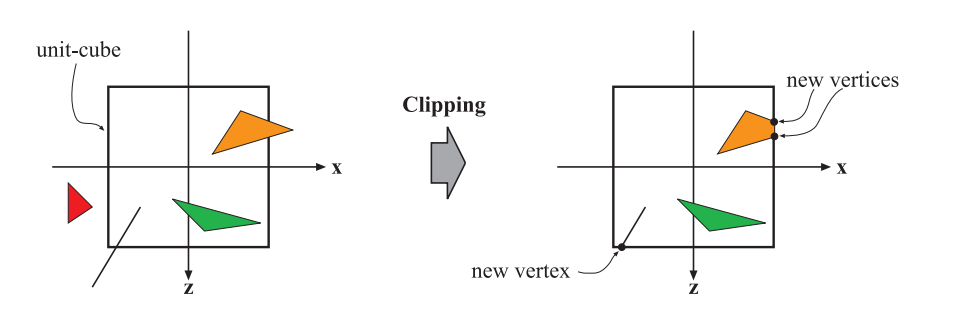 unit-cube
x
z
Clipping
new vertices
x
new vertex
z